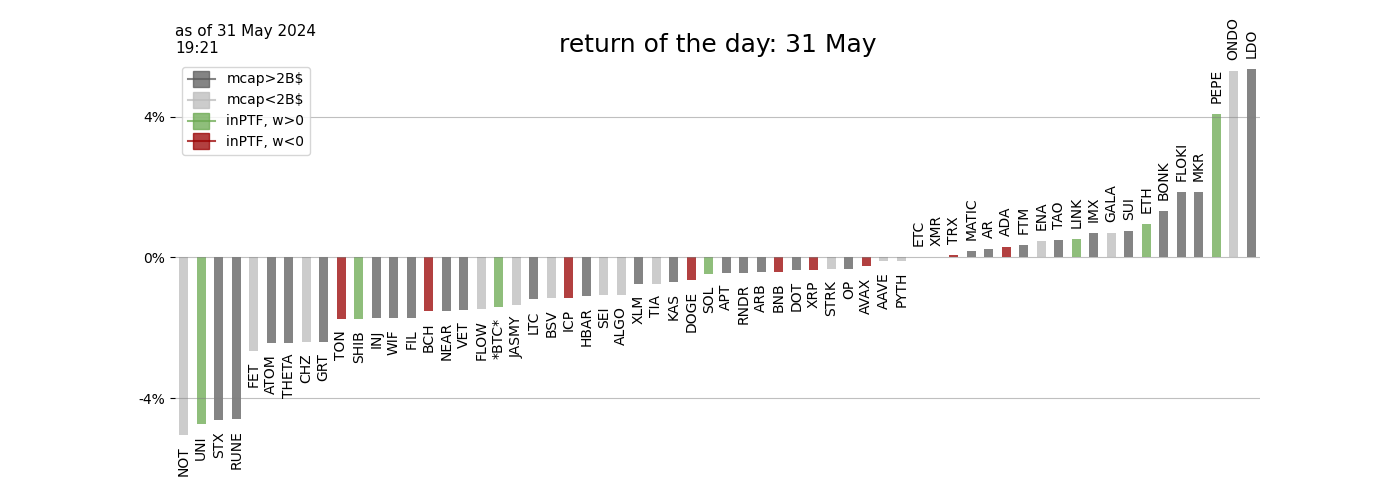 as of 31 May 2024
19:21
return of the day: 31 May
mcap>2B$
mcap<2B$
inPTF, w>0
inPTF, w<0
4%
0%
-4%
NOT
UNI
STX
RUNE
FET
ATOM
THETA
CHZ
GRT
TON
SHIB
INJ
WIF
FIL
BCH
NEAR
VET
FLOW
*BTC*
JASMY
LTC
BSV
ICP
HBAR
SEI
ALGO
XLM
TIA
KAS
DOGE
SOL
APT
RNDR
ARB
BNB
DOT
XRP
STRK
OP
AVAX
AAVE
PYTH
ETC
XMR
TRX
MATIC
AR
ADA
FTM
ENA
TAO
LINK
IMX
GALA
SUI
ETH
BONK
FLOKI
MKR
PEPE
ONDO
LDO